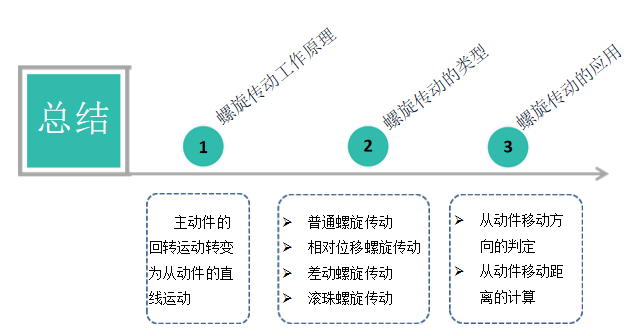 总结
1
螺旋传动工作原理
2
螺旋传动的类型
3
螺旋传动的应用
主动件的
回转运动转变
为从动件的直
线运动
➢ 普通螺旋传动
➢ 相对位移螺旋传动
➢ 差动螺旋传动
➢ 滚珠螺旋传动
➢ 从动件移动方
向的判定
➢ 从动件移动距
离的计算